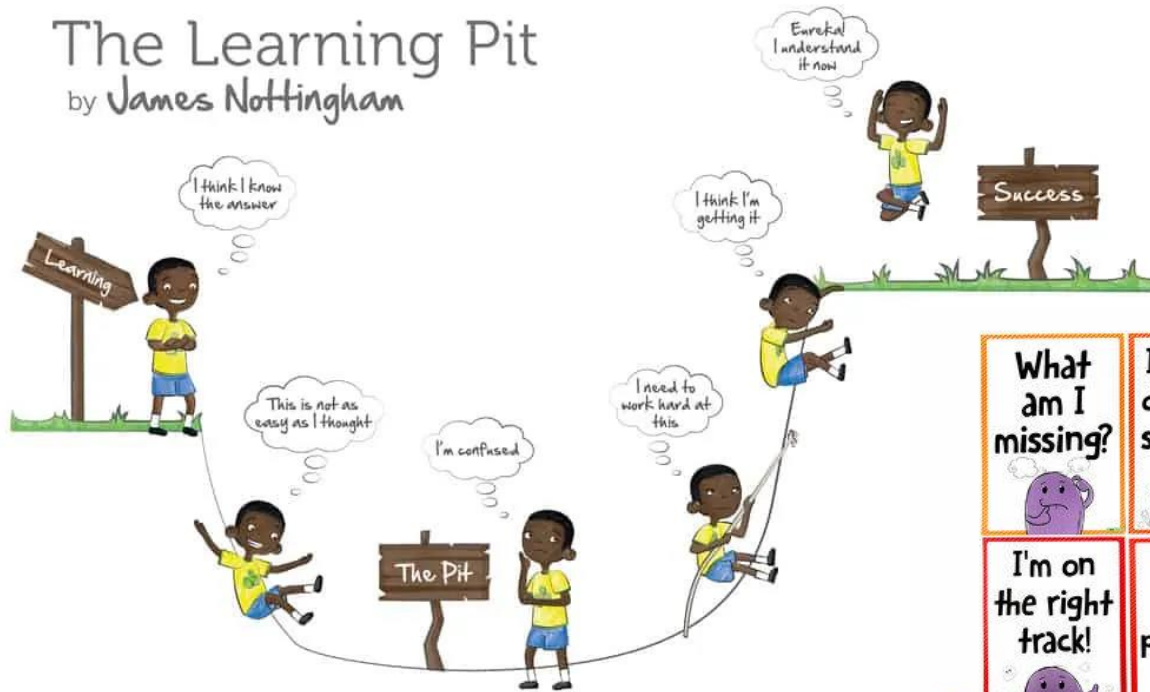 The Learning Pit
by James Nottingham
Learning
I think I know
the answer
This is not as
easy as I thought
The Pit
I'm confused
I need to
work hard at
this
I think I'm
getting it
Eureka!
I understand
it now
Success
What
am I
missing?
I'm on
the right
track!